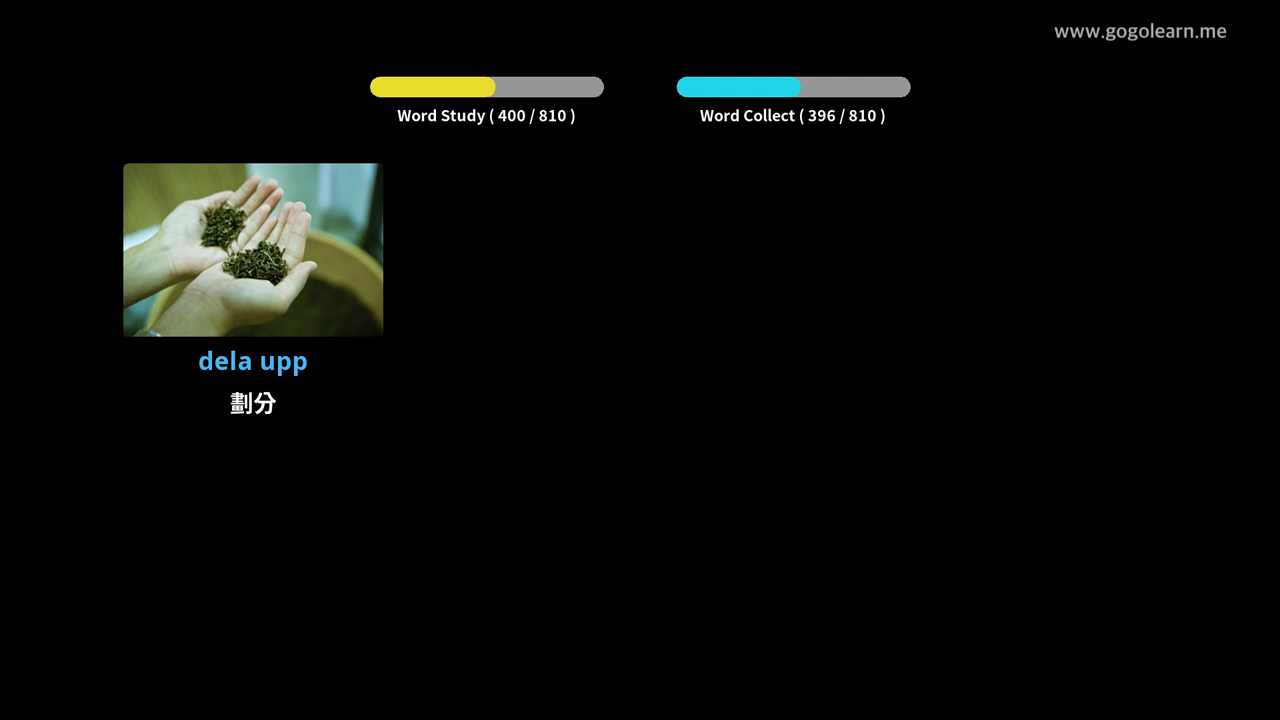 www.gogolearn.me
Word Study ( 400 / 810 )
Word Collect ( 396 / 810 )
dela upp
劃分